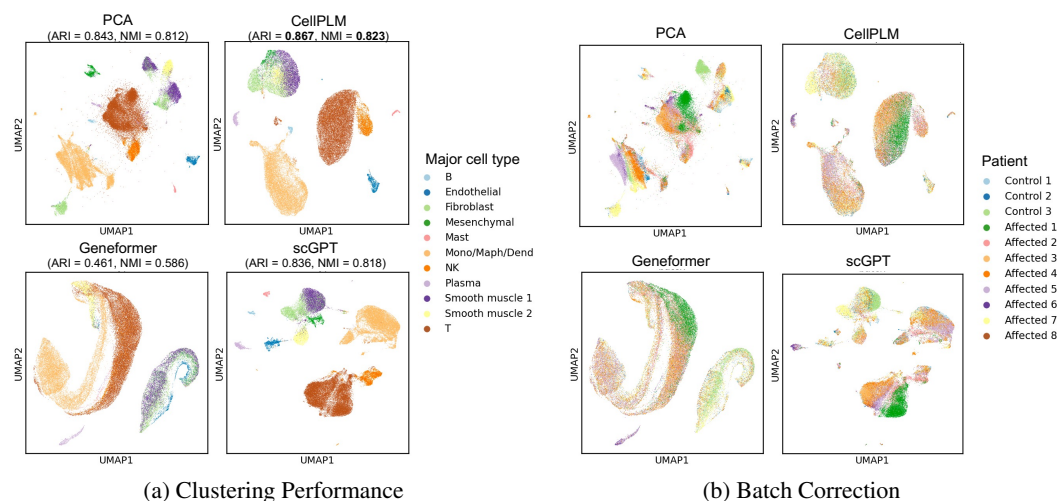 PCA
(ARI = 0.843, NMI = 0.812)
UMAP2
UMAP1
CellPLM
(ARI = 0.867, NMI = 0.823)
UMAP2
UMAP1
Geneformer
(ARI = 0.461, NMI = 0.586)
UMAP2
UMAP1
scGPT
(ARI = 0.836, NMI = 0.818)
UMAP2
UMAP1
Major cell type
B
Endothelial
Fibroblast
Mesenchymal
Mast
Mono/Maph/Dend
NK
Plasma
Smooth muscle 1
Smooth muscle 2
T
(a) Clustering Performance
PCA
UMAP2
UMAP1
CellPLM
UMAP2
UMAP1
Geneformer
UMAP2
UMAP1
scGPT
UMAP2
UMAP1
Patient
Control 1
Control 2
Control 3
Affected 1
Affected 2
Affected 3
Affected 4
Affected 5
Affected 6
Affected 7
Affected 8
(b) Batch Correction